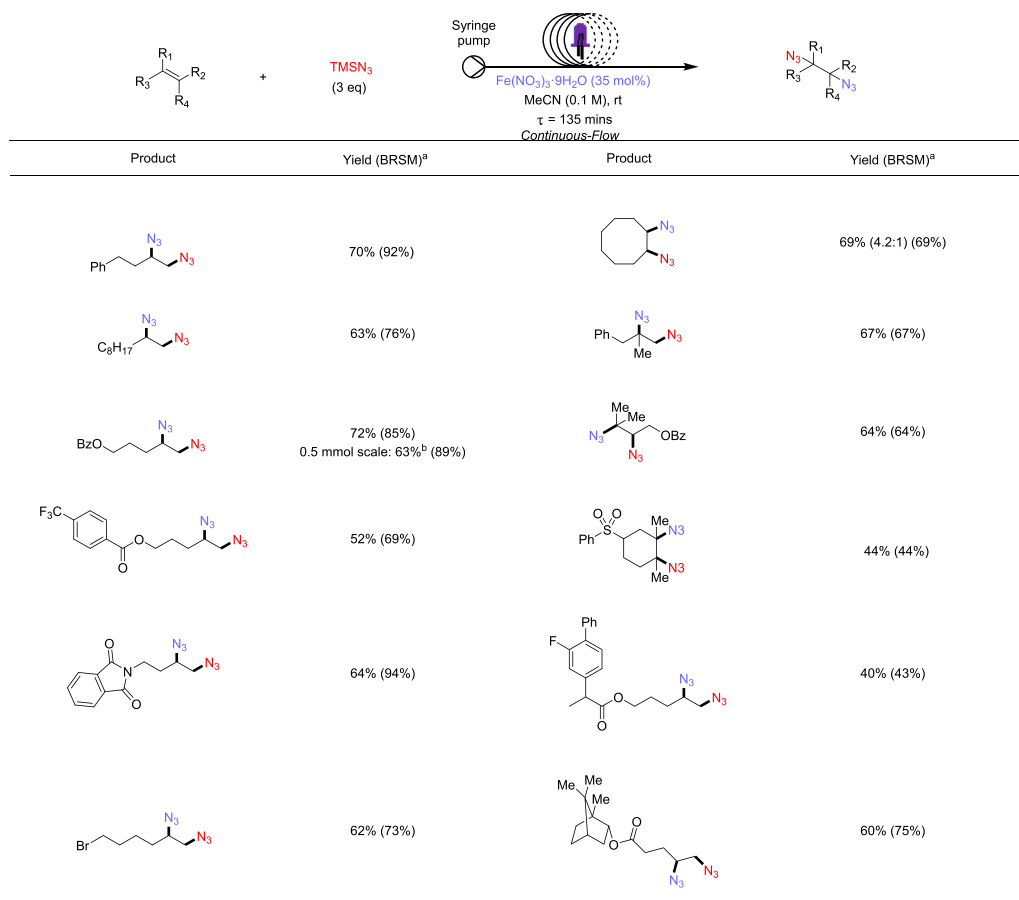 Syringe
pump
R1
R3
R2
R4
+
TMSN3
(3 eq)
Fe(NO3)3·9H2O (35 mol%)
MeCN (0.1 M), rt
τ = 135 mins
Continuous-Flow
N3
R1
R3
R2
R4
N3
Product
Yield (BRSM)a
Product
Yield (BRSM)a
N3
Ph
N3
70% (92%)
N3
N3
69% (4.2:1) (69%)
N3
C8H17
N3
63% (76%)
N3
Ph
N3
Me
67% (67%)
N3
BzO
N3
72% (85%)
0.5 mmol scale: 63%b (89%)
Me
Me
N3
OBz
N3
64% (64%)
F3C
N3
O
N3
O
52% (69%)
O O
S
Ph
Me
N3
N3
Me
44% (44%)
O
N3
N
N3
O
64% (94%)
Ph
F
N3
O
N3
O
40% (43%)
N3
Br
N3
62% (73%)
Me
Me
Me
O
O
N3
N3
60% (75%)